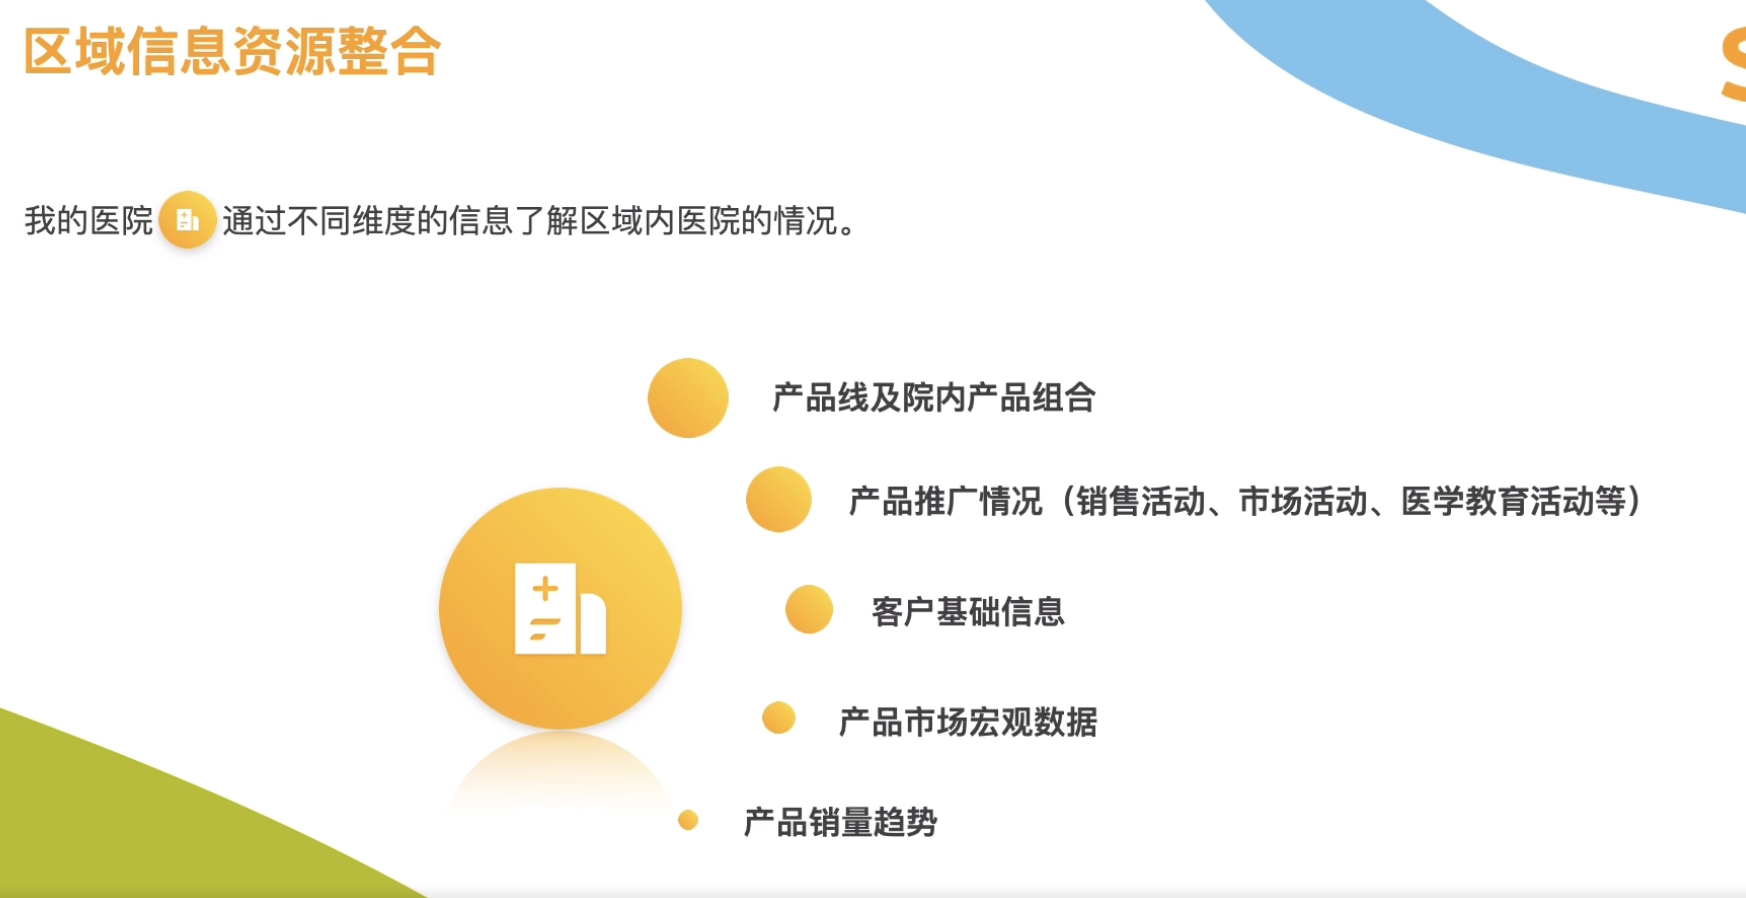 区域信息资源整合
我的医院通过不同维度的信息了解区域内医院的情况。
产品线及院内产品组合
产品推广情况（销售活动、市场活动、医学教育活动等）
客户基础信息
产品市场宏观数据
产品销量趋势